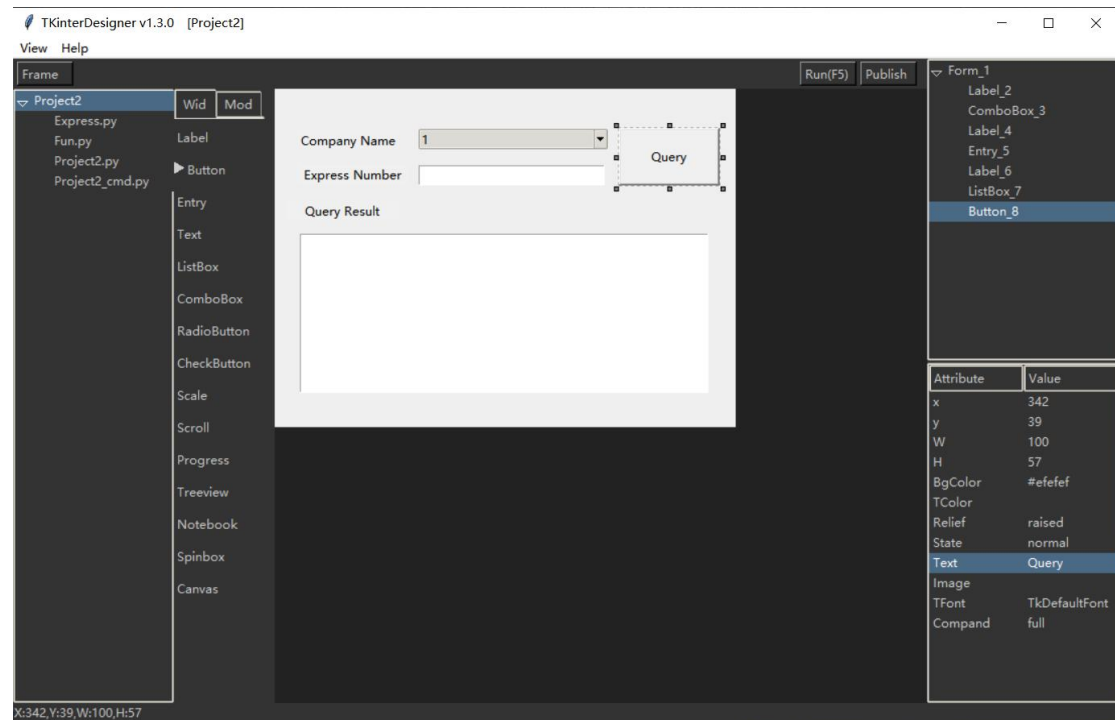 TKinterDesigner v1.3.0 [Project2]
View Help
Frame
Run(F5) Publish
Project2
Express.py
Fun.py
Project2.py
Project2_cmd.py
Wid Mod
Label
Button
Entry
Text
ListBox
ComboBox
RadioButton
CheckButton
Scale
Scroll
Progress
Treeview
Notebook
Spinbox
Canvas
Company Name 1
Query
Express Number
Query Result
Form_1
Label_2
ComboBox_3
Label_4
Entry_5
Label_6
ListBox_7
Button_8
Attribute Value
x 342
y 39
W 100
H 57
BgColor #efefef
TColor
Relief raised
State normal
Text Query
Image
TFont TkDefaultFont
Compand full
X:342,Y:39,W:100,H:57